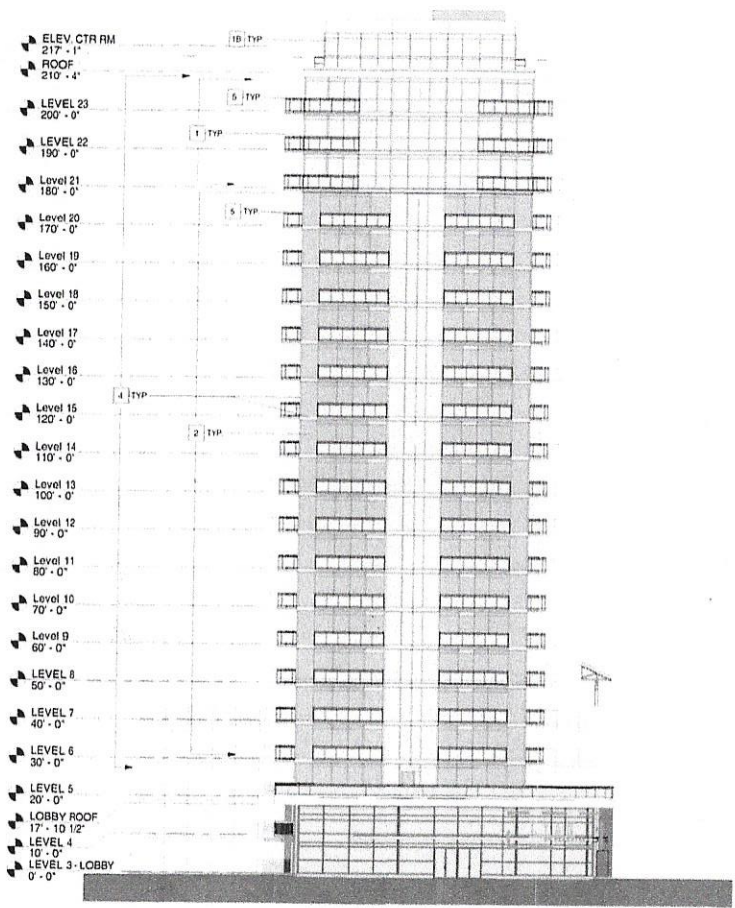 ELEV. CTR RM
217' - 1"
1B TYP
ROOF
210' - 4"
5 TYP
LEVEL 23
200' - 0"
1 TYP
LEVEL 22
190' - 0"
Level 21
180' - 0"
5 TYP
Level 20
170' - 0"
Level 19
160' - 0"
Level 18
150' - 0"
Level 17
140' - 0"
Level 16
130' - 0"
4 TYP
Level 15
120' - 0"
2 TYP
Level 14
110' - 0"
Level 13
100' - 0"
Level 12
90' - 0"
Level 11
80' - 0"
Level 10
70' - 0"
Level 9
60' - 0"
LEVEL 8
50' - 0"
LEVEL 7
40' - 0"
LEVEL 6
30' - 0"
LEVEL 5
20' - 0"
LOBBY ROOF
17' - 10 1/2"
LEVEL 4
10' - 0"
LEVEL 3 - LOBBY
0' - 0"